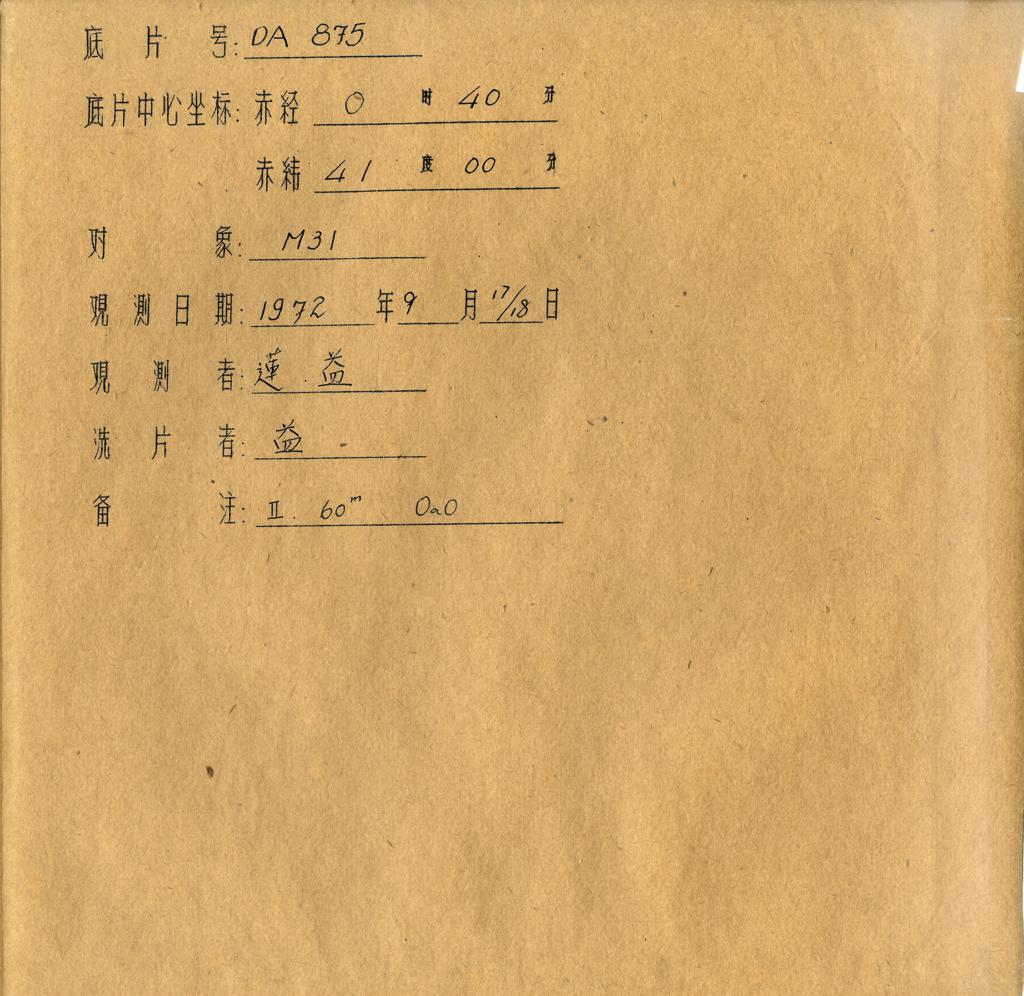 底片号: DA 875
底片中心坐标: 赤经 0 时 40 分
赤纬 41 度 00 分
对象: M31
观测日期: 1972 年 9 月 17/18 日
观测者: 蓮 益
洗片者: 益
备注: II. 60ᵐ OaO